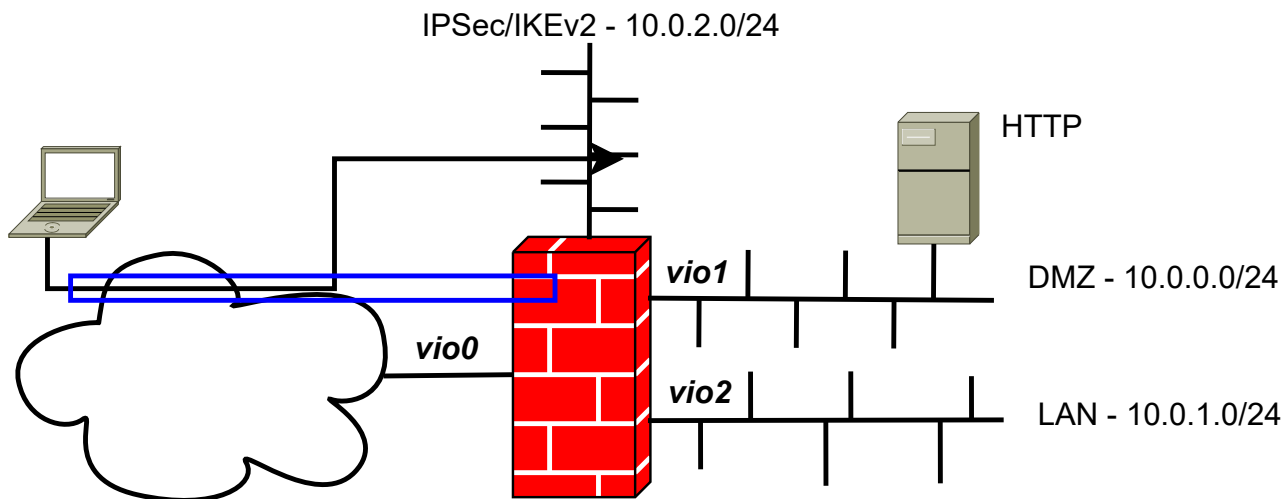 IPSec/IKEv2 - 10.0.2.0/24
HTTP
vio1
DMZ - 10.0.0.0/24
vio0
vio2
LAN - 10.0.1.0/24